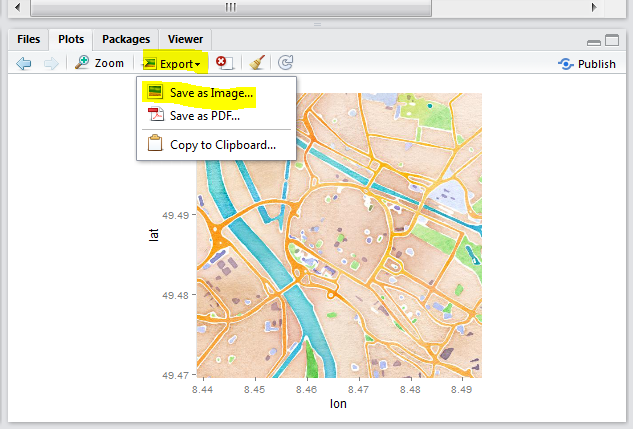 Files Plots Packages Viewer
Zoom Export Publish
Save as Image...
Save as PDF...
Copy to Clipboard...
49.49
lat
49.48
49.47
8.44 8.45 8.46 8.47 8.48 8.49
lon